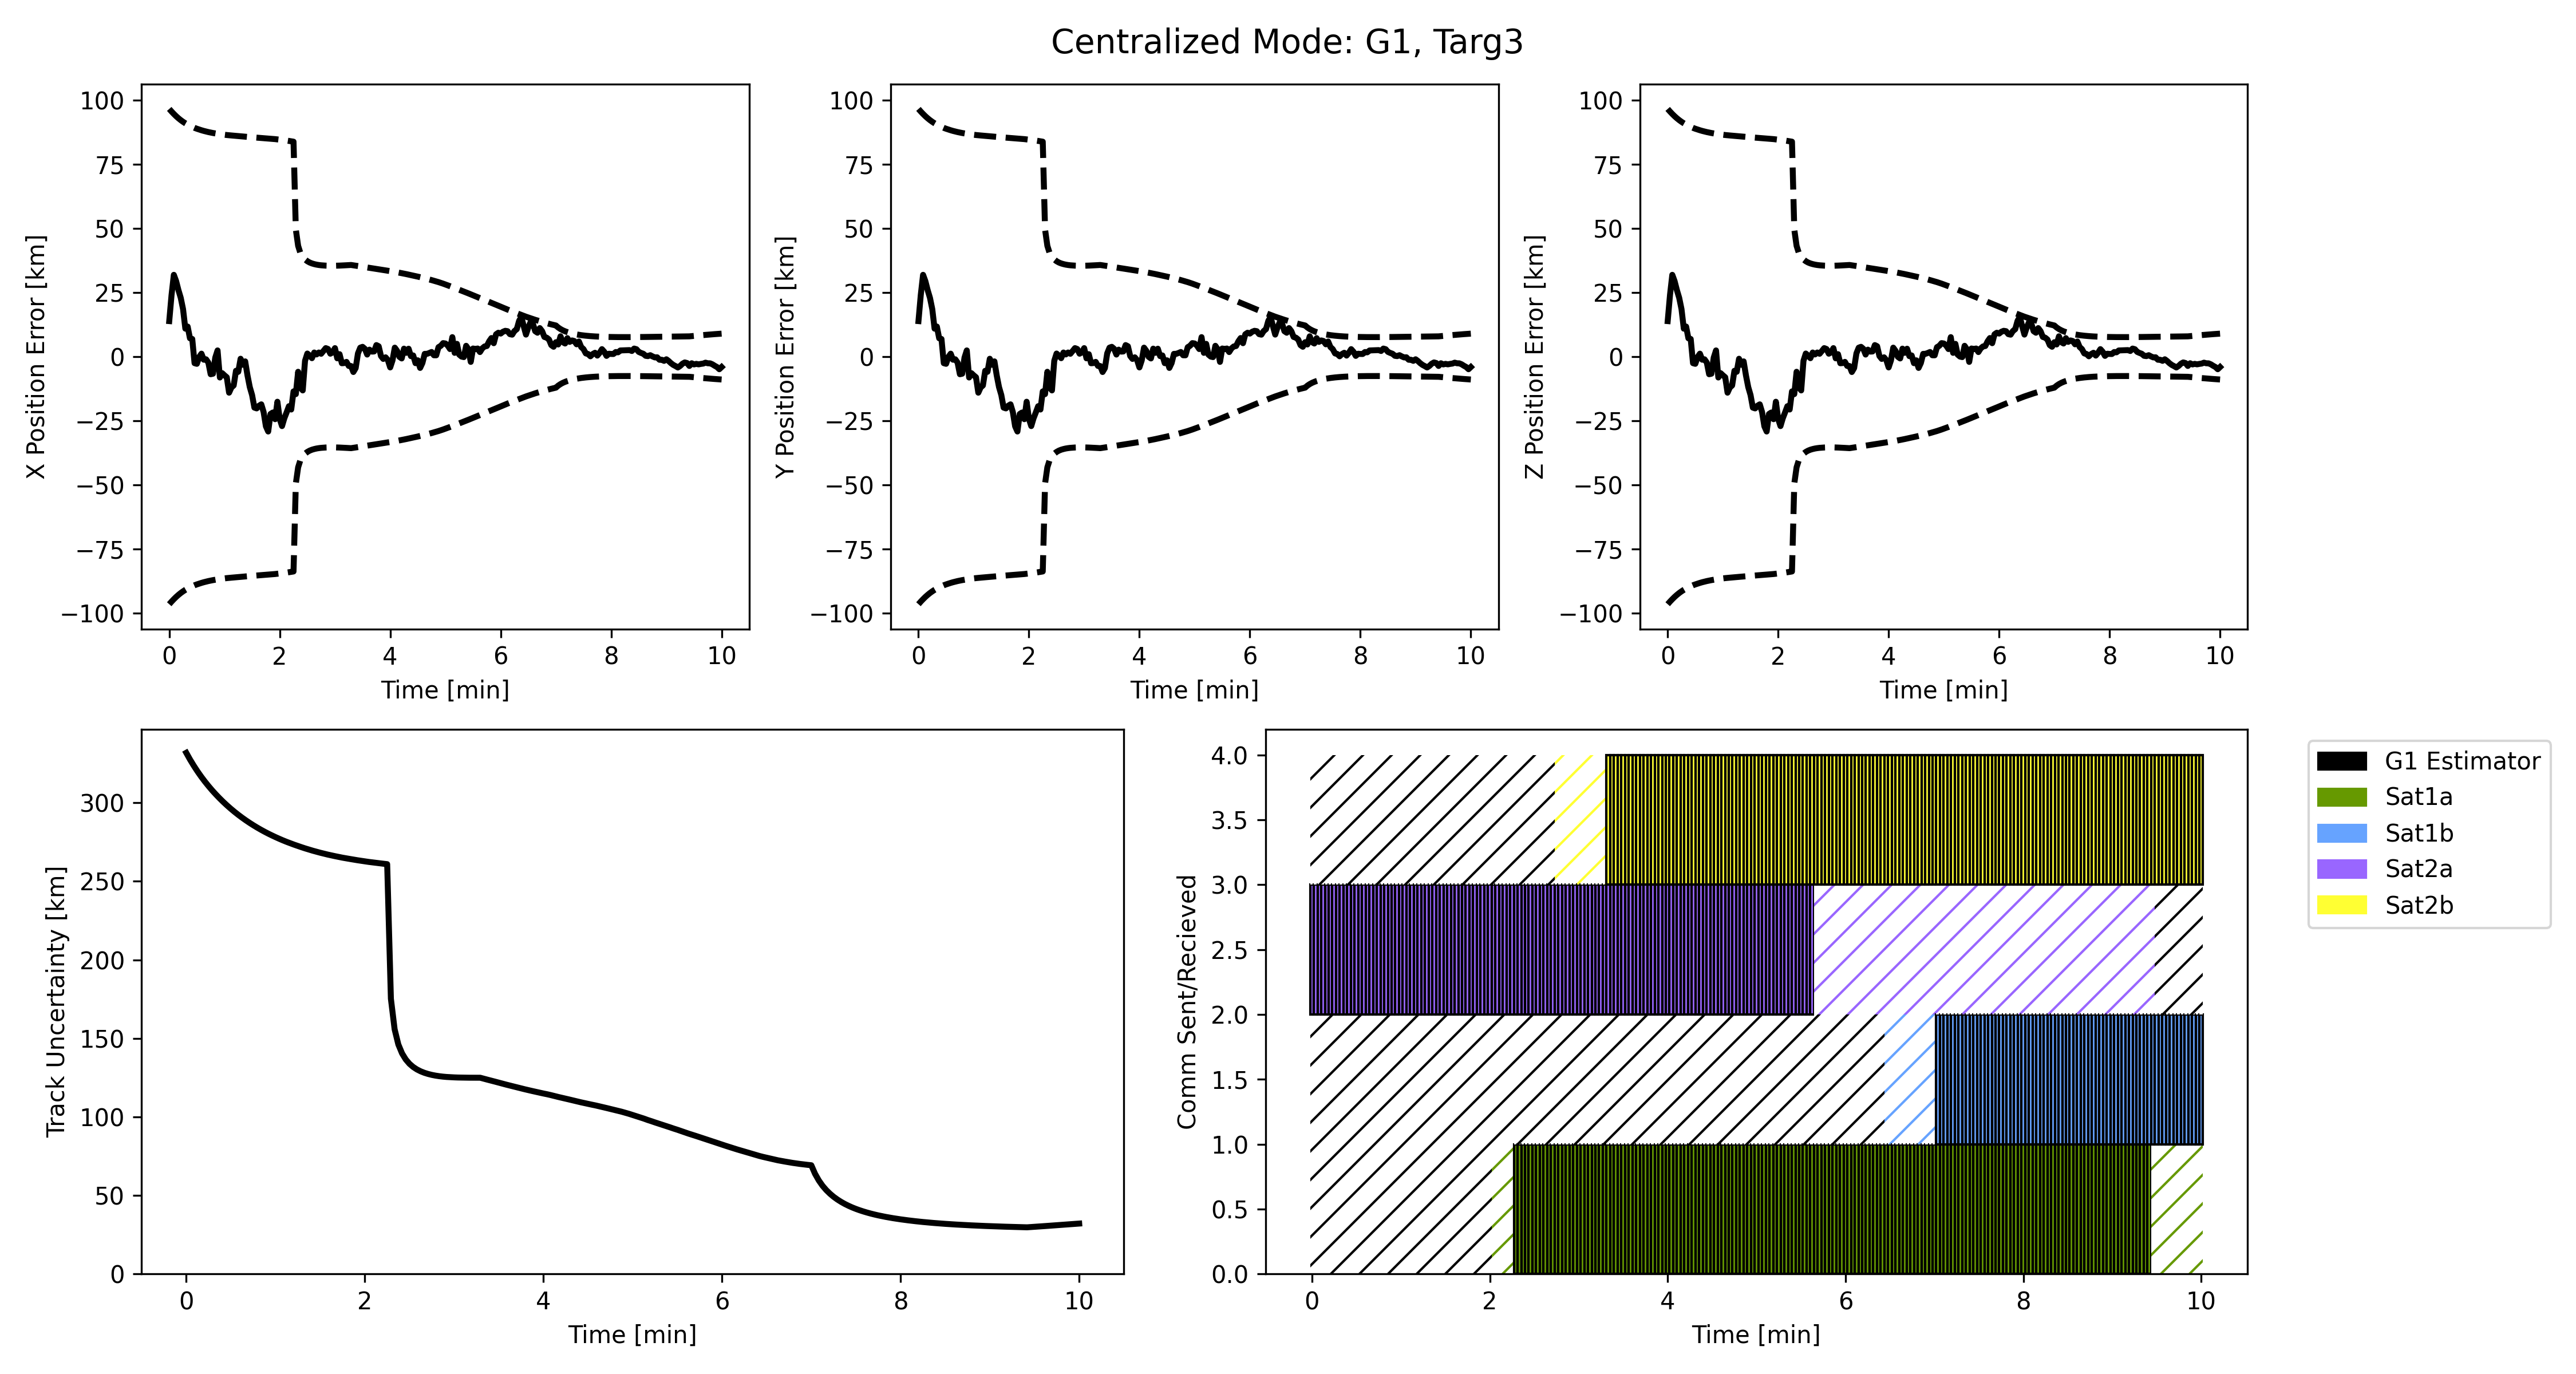 Centralized Mode: G1, Targ3
100
75
50
25
0
−25
−50
−75
−100
X Position Error [km]
0 2 4 6 8 10
Time [min]
100
75
50
25
0
−25
−50
−75
−100
Y Position Error [km]
0 2 4 6 8 10
Time [min]
100
75
50
25
0
−25
−50
−75
−100
Z Position Error [km]
0 2 4 6 8 10
Time [min]
300
250
200
150
100
50
0
Track Uncertainty [km]
0 2 4 6 8 10
Time [min]
4.0
3.5
3.0
2.5
2.0
1.5
1.0
0.5
0.0
Comm Sent/Recieved
0 2 4 6 8 10
Time [min]
G1 Estimator
Sat1a
Sat1b
Sat2a
Sat2b